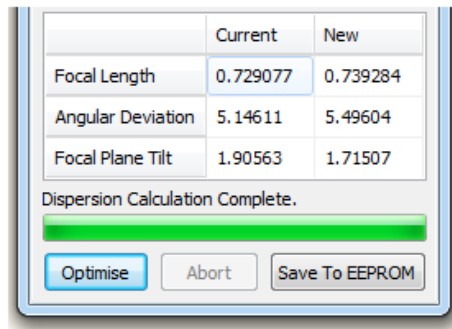 Current New
Focal Length 0.729077 0.739284
Angular Deviation 5.14611 5.49604
Focal Plane Tilt 1.90563 1.71507
Dispersion Calculation Complete.
Optimise Abort Save To EEPROM